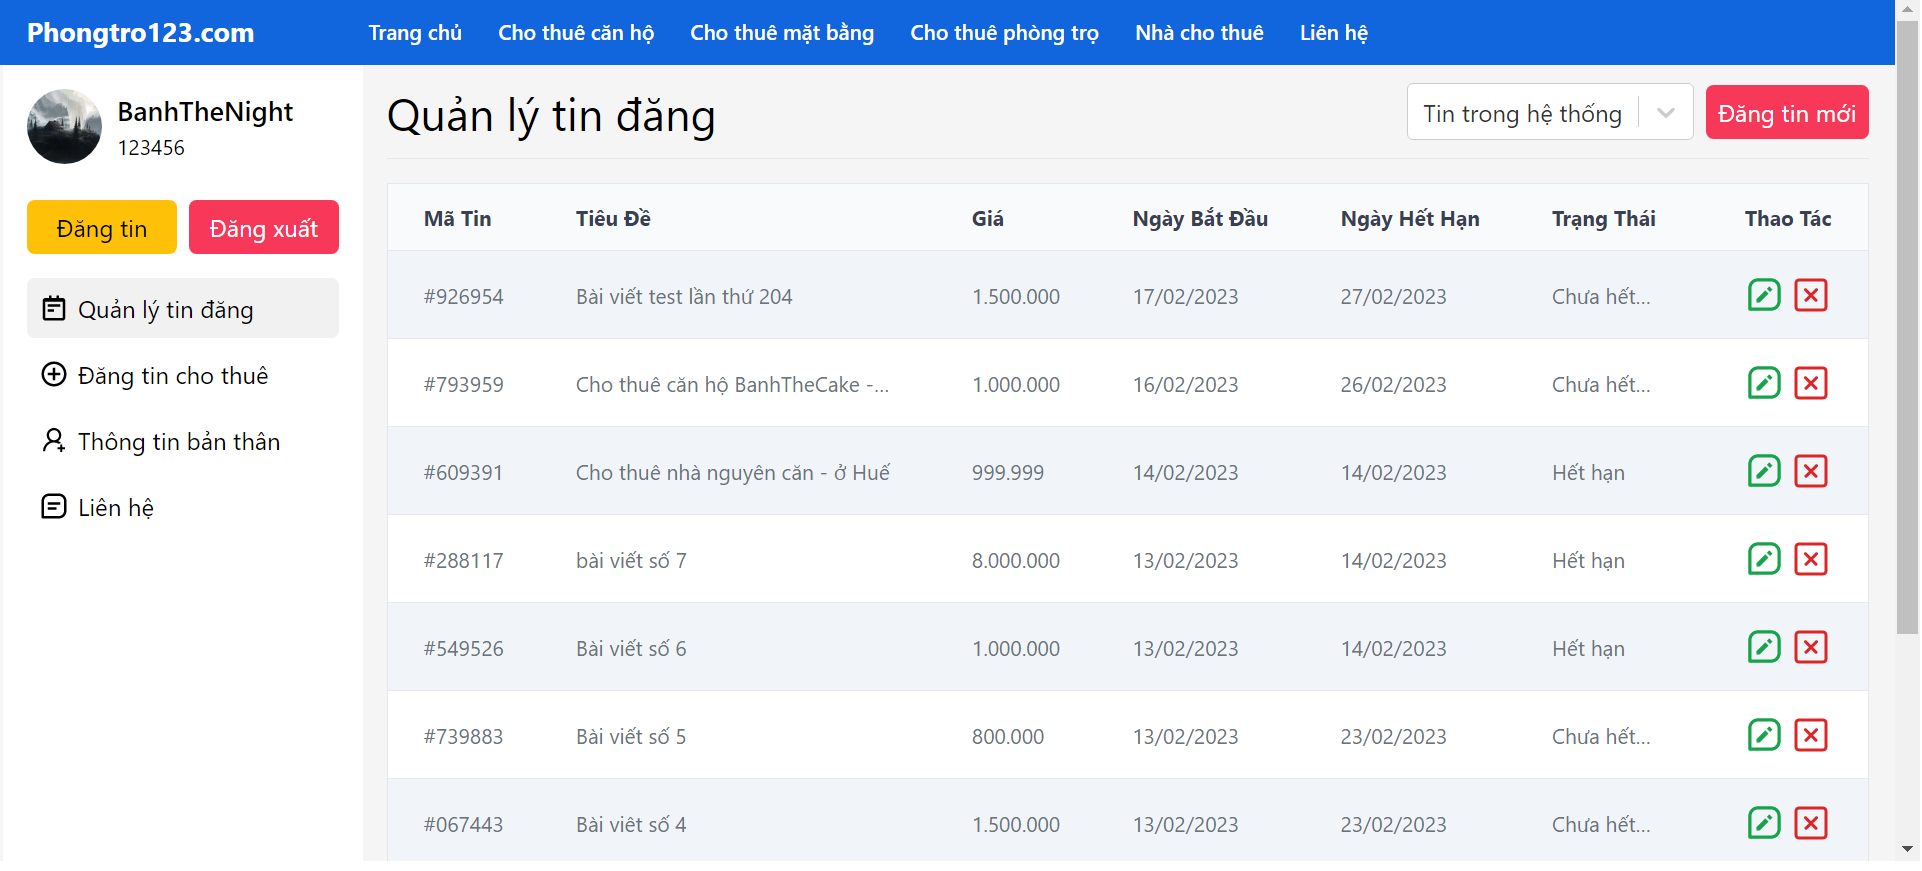 Phongtro123.com Trang chủ Cho thuê căn hộ Cho thuê mặt bằng Cho thuê phòng trọ Nhà cho thuê Liên hệ
BanhTheNight
123456
Đăng tin Đăng xuất
Quản lý tin đăng
Đăng tin cho thuê
Thông tin bản thân
Liên hệ
Quản lý tin đăng Tin trong hệ thống Đăng tin mới
Mã Tin Tiêu Đề Giá Ngày Bắt Đầu Ngày Hết Hạn Trạng Thái Thao Tác
#926954 Bài viết test lần thứ 204 1.500.000 17/02/2023 27/02/2023 Chưa hết...
#793959 Cho thuê căn hộ BanhTheCake -... 1.000.000 16/02/2023 26/02/2023 Chưa hết...
#609391 Cho thuê nhà nguyên căn - ở Huế 999.999 14/02/2023 14/02/2023 Hết hạn
#288117 bài viết số 7 8.000.000 13/02/2023 14/02/2023 Hết hạn
#549526 Bài viết số 6 1.000.000 13/02/2023 14/02/2023 Hết hạn
#739883 Bài viết số 5 800.000 13/02/2023 23/02/2023 Chưa hết...
#067443 Bài viêt số 4 1.500.000 13/02/2023 23/02/2023 Chưa hết...